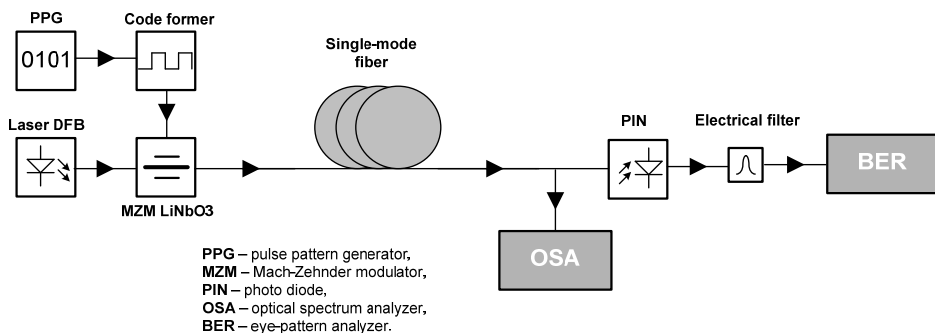 PPG
Code former
0101
Single-mode
fiber
Laser DFB
PIN
Electrical filter
BER
MZM LiNbO3
OSA
PPG – pulse pattern generator,
MZM – Mach-Zehnder modulator,
PIN – photo diode,
OSA – optical spectrum analyzer,
BER – eye-pattern analyzer.